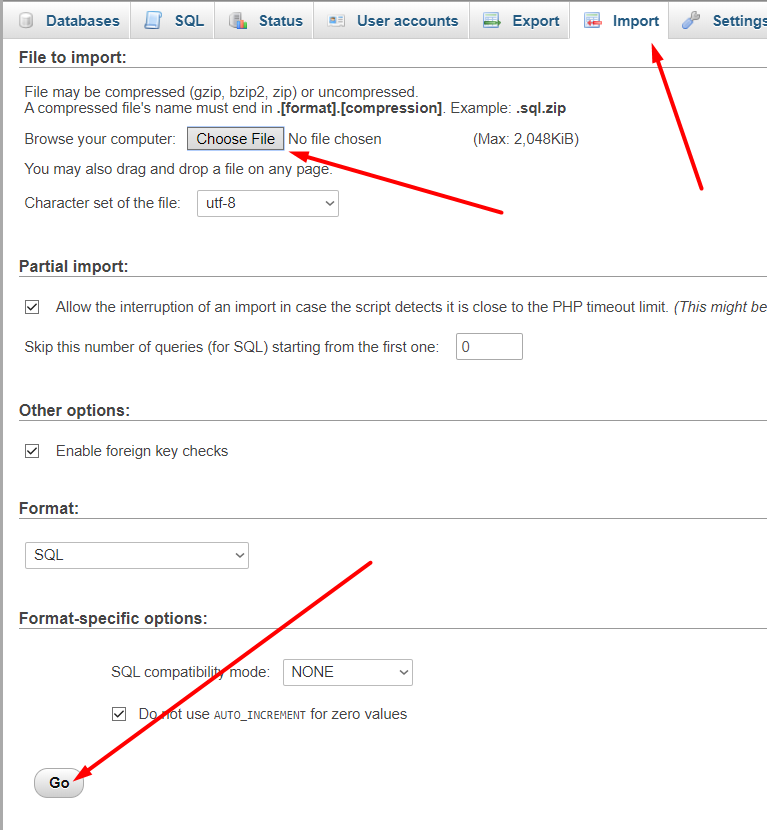 Databases SQL Status User accounts Export Import Settings
File to import:
File may be compressed (gzip, bzip2, zip) or uncompressed.
A compressed file's name must end in .[format].[compression]. Example: .sql.zip
Browse your computer: Choose File No file chosen (Max: 2,048KiB)
You may also drag and drop a file on any page.
Character set of the file: utf-8
Partial import:
Allow the interruption of an import in case the script detects it is close to the PHP timeout limit. (This might be
Skip this number of queries (for SQL) starting from the first one: 0
Other options:
Enable foreign key checks
Format:
SQL
Format-specific options:
SQL compatibility mode: NONE
Do not use AUTO_INCREMENT for zero values
Go